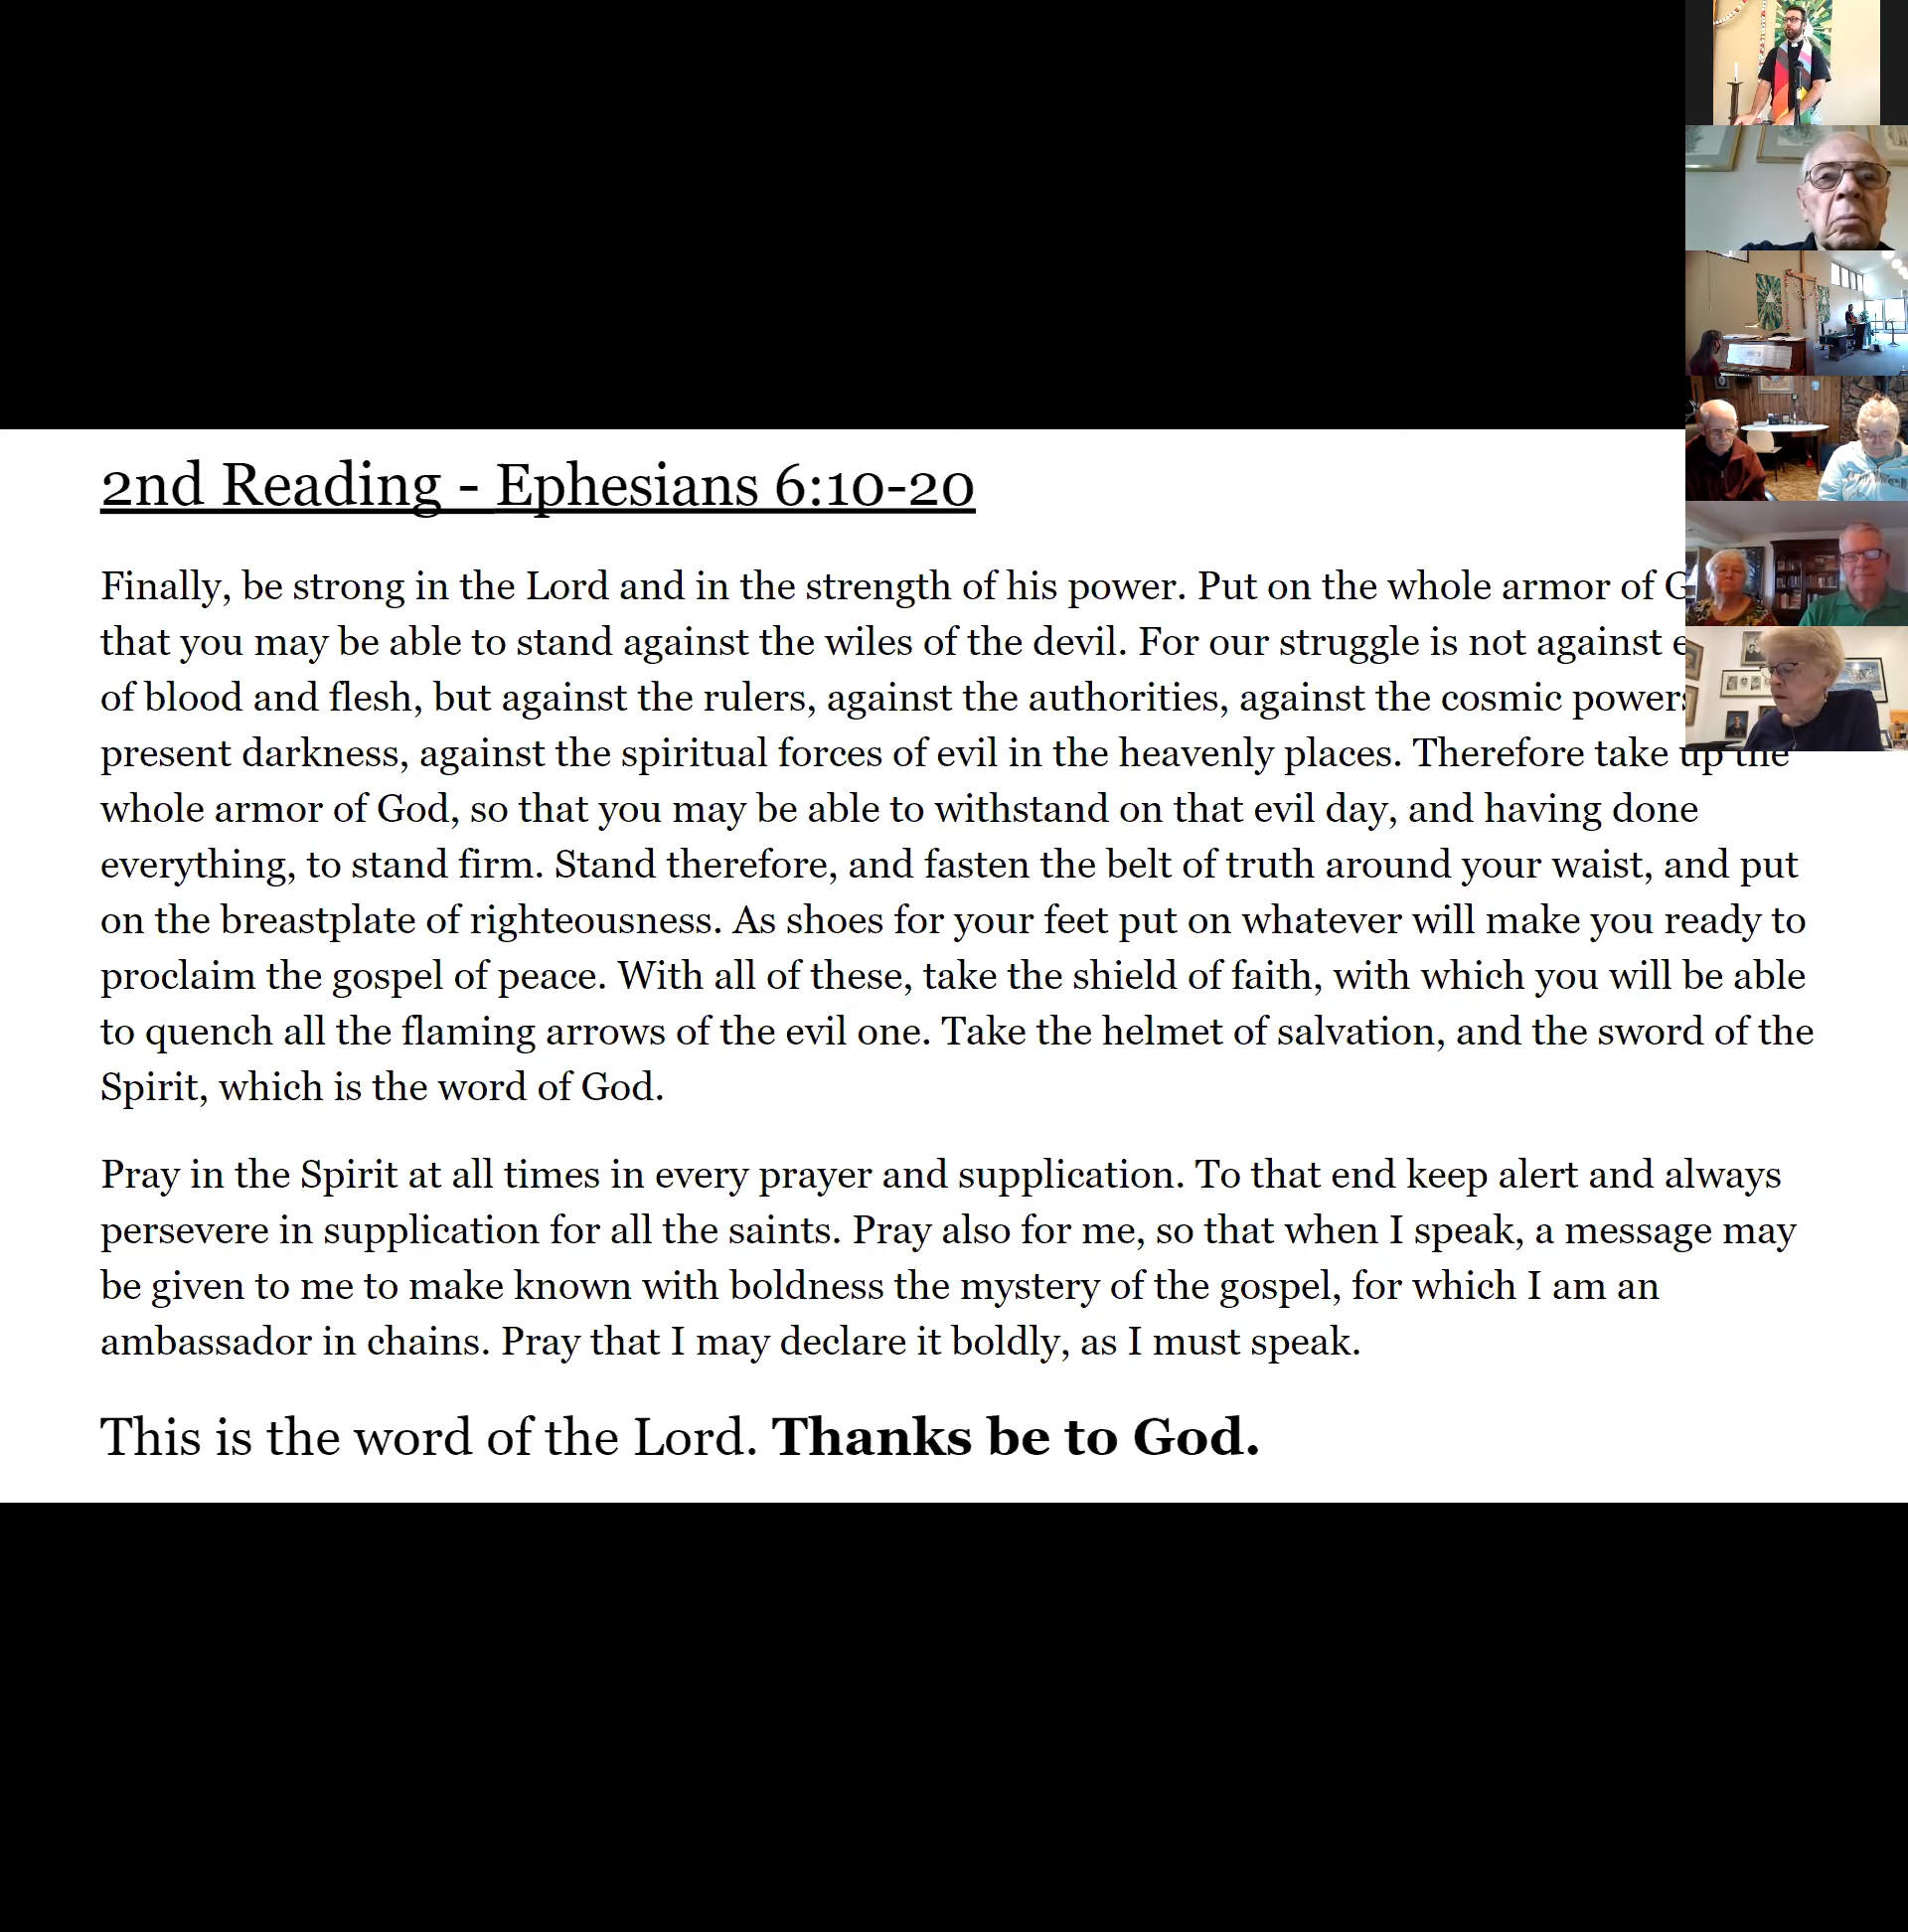 2nd Reading - Ephesians 6:10-20
Finally, be strong in the Lord and in the strength of his power. Put on the whole armor of
that you may be able to stand against the wiles of the devil. For our struggle is not against
of blood and flesh, but against the rulers, against the authorities, against the cosmic powers
present darkness, against the spiritual forces of evil in the heavenly places. Therefore take up the
whole armor of God, so that you may be able to withstand on that evil day, and having done
everything, to stand firm. Stand therefore, and fasten the belt of truth around your waist, and put
on the breastplate of righteousness. As shoes for your feet put on whatever will make you ready to
proclaim the gospel of peace. With all of these, take the shield of faith, with which you will be able
to quench all the flaming arrows of the evil one. Take the helmet of salvation, and the sword of the
Spirit, which is the word of God.
Pray in the Spirit at all times in every prayer and supplication. To that end keep alert and always
persevere in supplication for all the saints. Pray also for me, so that when I speak, a message may
be given to me to make known with boldness the mystery of the gospel, for which I am an
ambassador in chains. Pray that I may declare it boldly, as I must speak.
This is the word of the Lord. Thanks be to God.